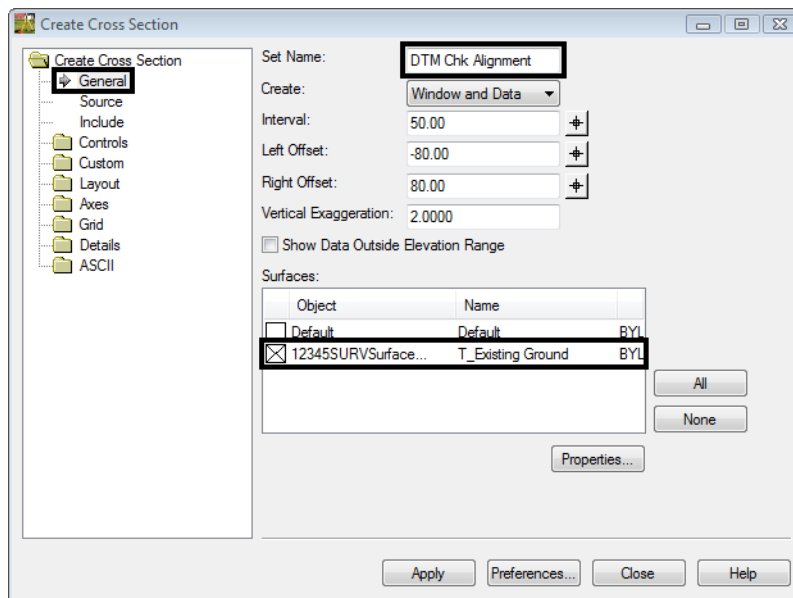 Create Cross Section
Create Cross Section
General
Source
Include
Controls
Custom
Layout
Axes
Grid
Details
ASCII
Set Name: DTM Chk Alignment
Create: Window and Data
Interval: 50.00
Left Offset: -80.00
Right Offset: 80.00
Vertical Exaggeration: 2.0000
Show Data Outside Elevation Range
Surfaces:
Object Name
Default Default BYL
12345SURVSurface... T_Existing Ground BYL
All
None
Properties...
Apply Preferences... Close Help